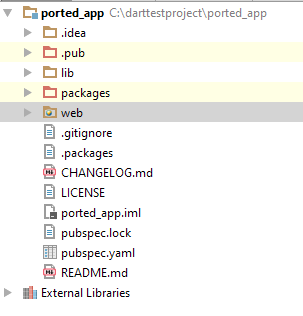 ported_app C:\darttestproject\ported_app
.idea
.pub
lib
packages
web
.gitignore
.packages
CHANGELOG.md
LICENSE
ported_app.iml
pubspec.lock
pubspec.yaml
README.md
External Libraries